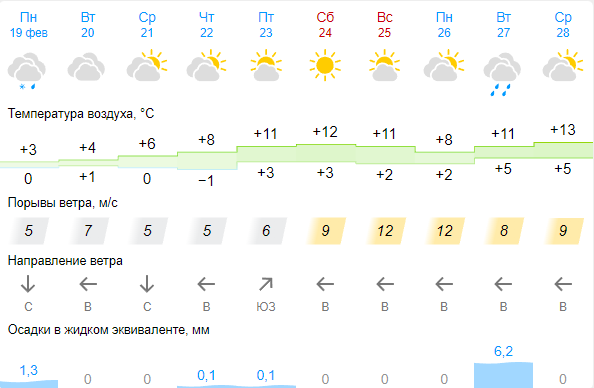 Пн Вт Ср Чт Пт Сб Вс Пн Вт Ср
19 фев 20 21 22 23 24 25 26 27 28
Температура воздуха, °C
+3 +4 +6 +8 +11 +12 +11 +8 +11 +13
0 +1 0 −1 +3 +3 +2 +2 +5 +5
Порывы ветра, м/с
5 7 5 5 6 9 12 12 8 9
Направление ветра
С В С В ЮЗ В В В В В
Осадки в жидком эквиваленте, мм
1,3 0 0 0,1 0,1 0 0 0 6,2 0